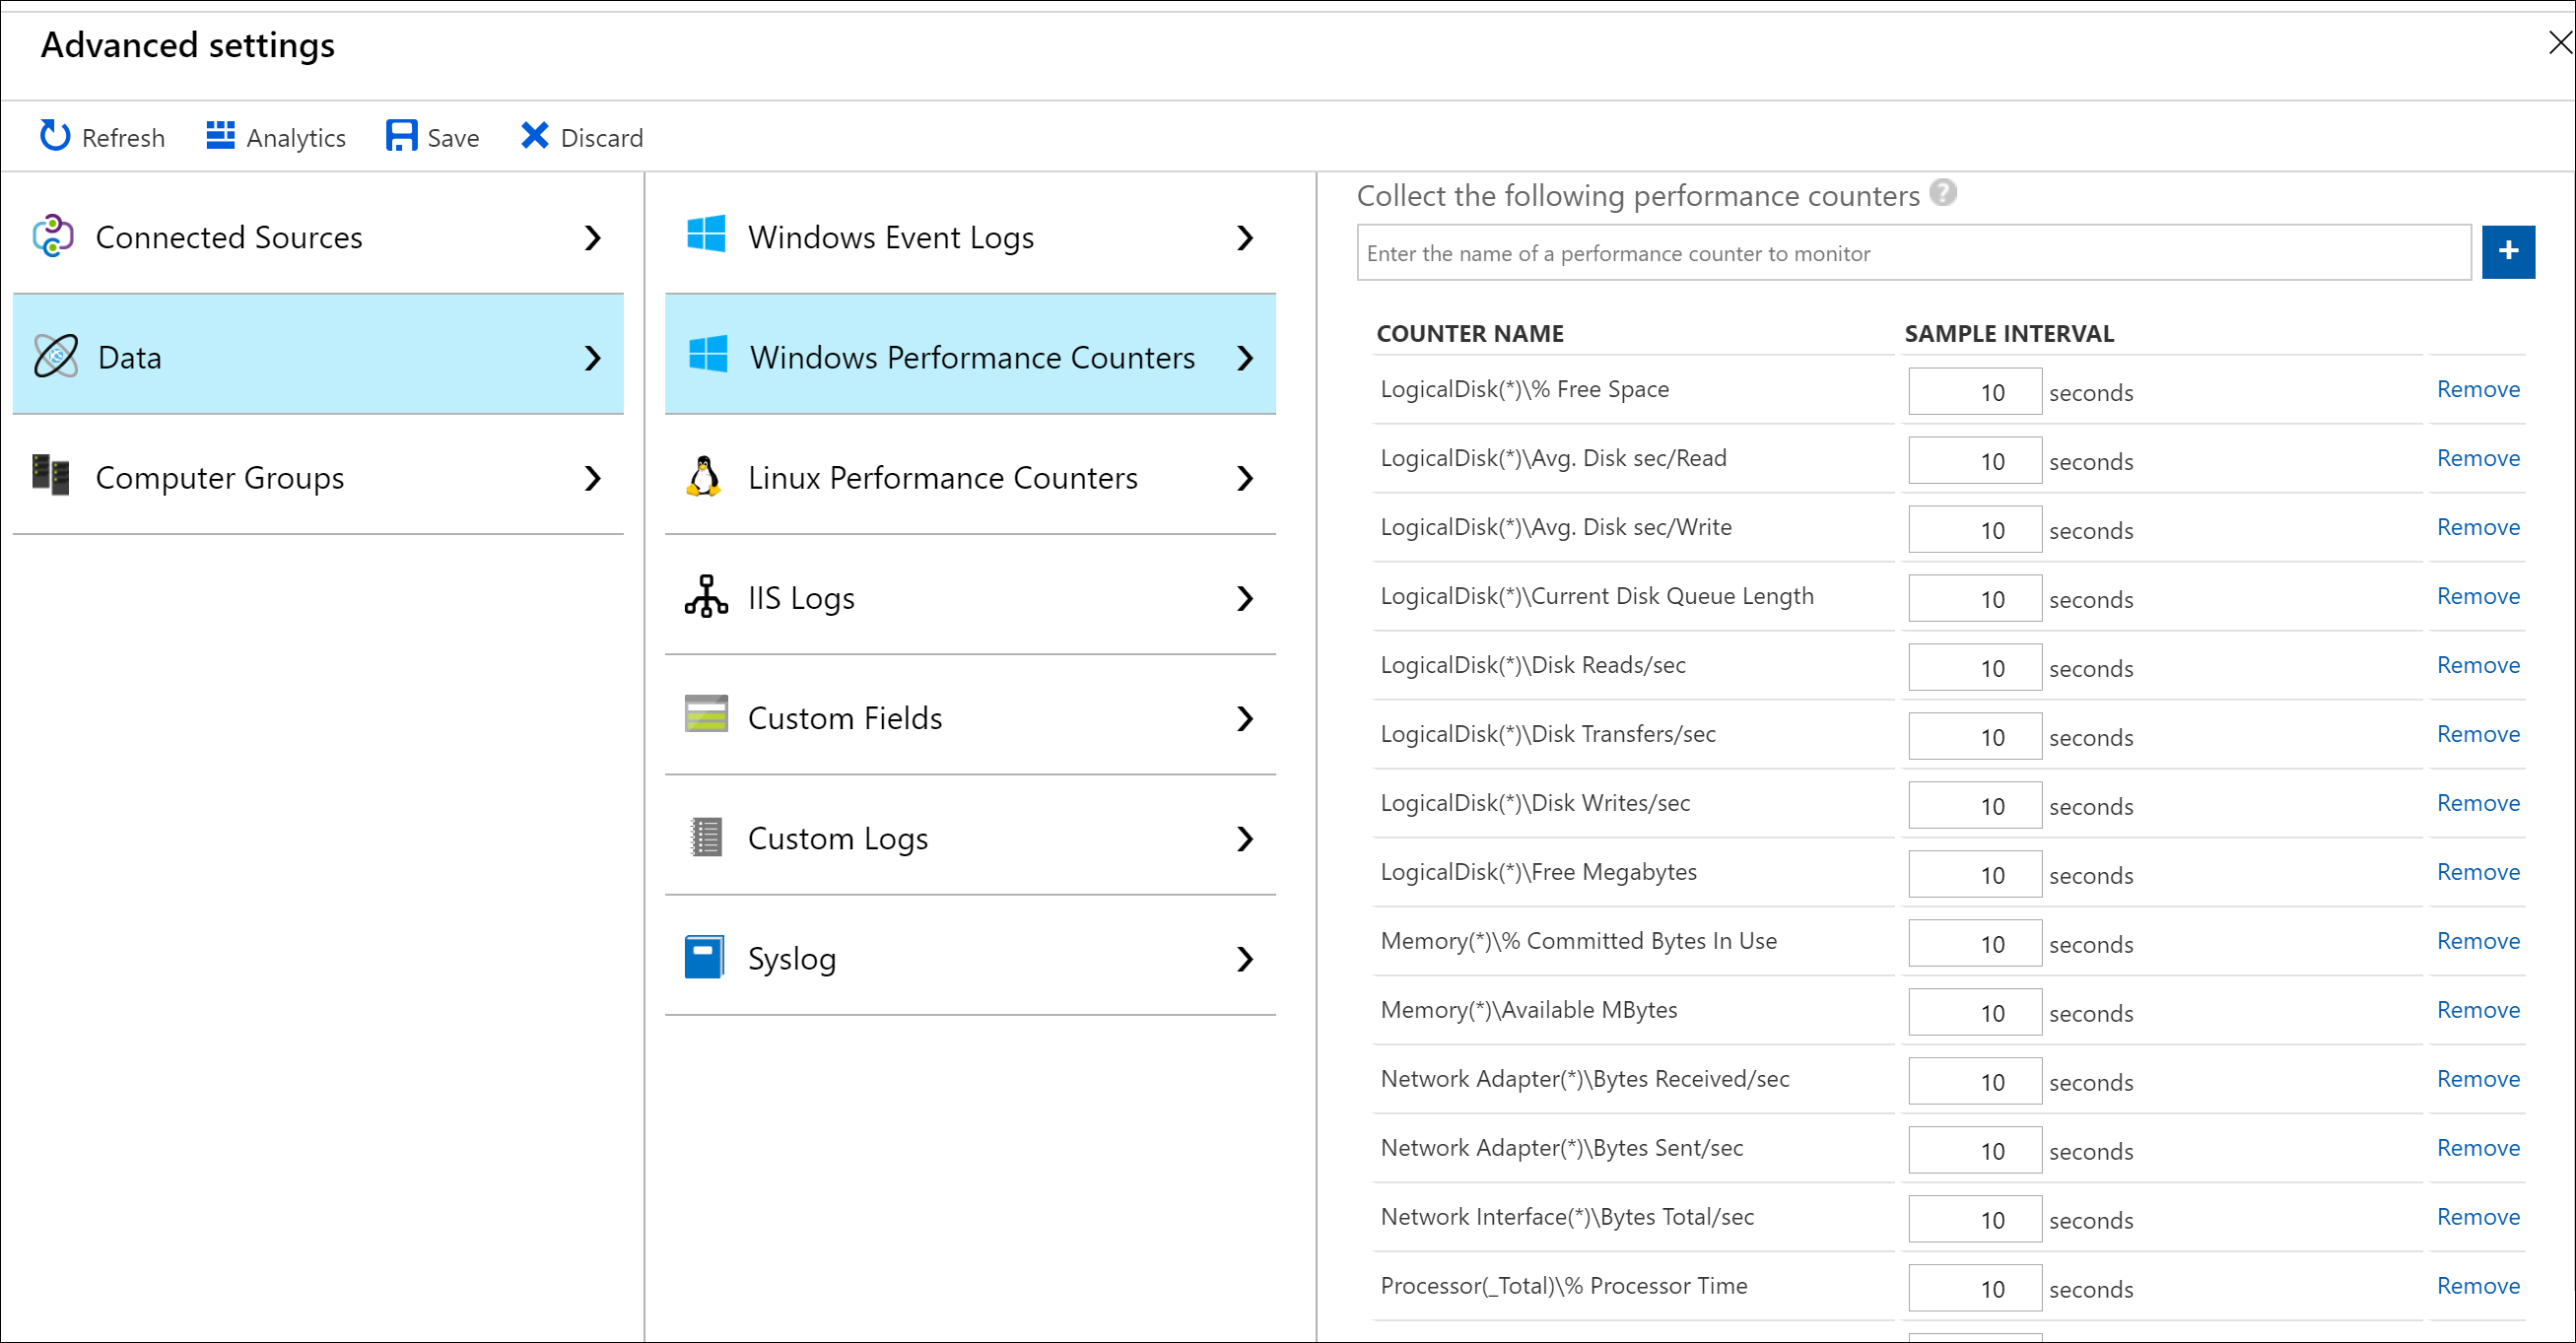 Advanced settings
Refresh Analytics Save Discard
Connected Sources
Data
Computer Groups
Windows Event Logs
Windows Performance Counters
Linux Performance Counters
IIS Logs
Custom Fields
Custom Logs
Syslog
Collect the following performance counters ?
Enter the name of a performance counter to monitor +
COUNTER NAME SAMPLE INTERVAL
LogicalDisk(*)\% Free Space 10 seconds Remove
LogicalDisk(*)\Avg. Disk sec/Read 10 seconds Remove
LogicalDisk(*)\Avg. Disk sec/Write 10 seconds Remove
LogicalDisk(*)\Current Disk Queue Length 10 seconds Remove
LogicalDisk(*)\Disk Reads/sec 10 seconds Remove
LogicalDisk(*)\Disk Transfers/sec 10 seconds Remove
LogicalDisk(*)\Disk Writes/sec 10 seconds Remove
LogicalDisk(*)\Free Megabytes 10 seconds Remove
Memory(*)\% Committed Bytes In Use 10 seconds Remove
Memory(*)\Available MBytes 10 seconds Remove
Network Adapter(*)\Bytes Received/sec 10 seconds Remove
Network Adapter(*)\Bytes Sent/sec 10 seconds Remove
Network Interface(*)\Bytes Total/sec 10 seconds Remove
Processor(_Total)\% Processor Time 10 seconds Remove